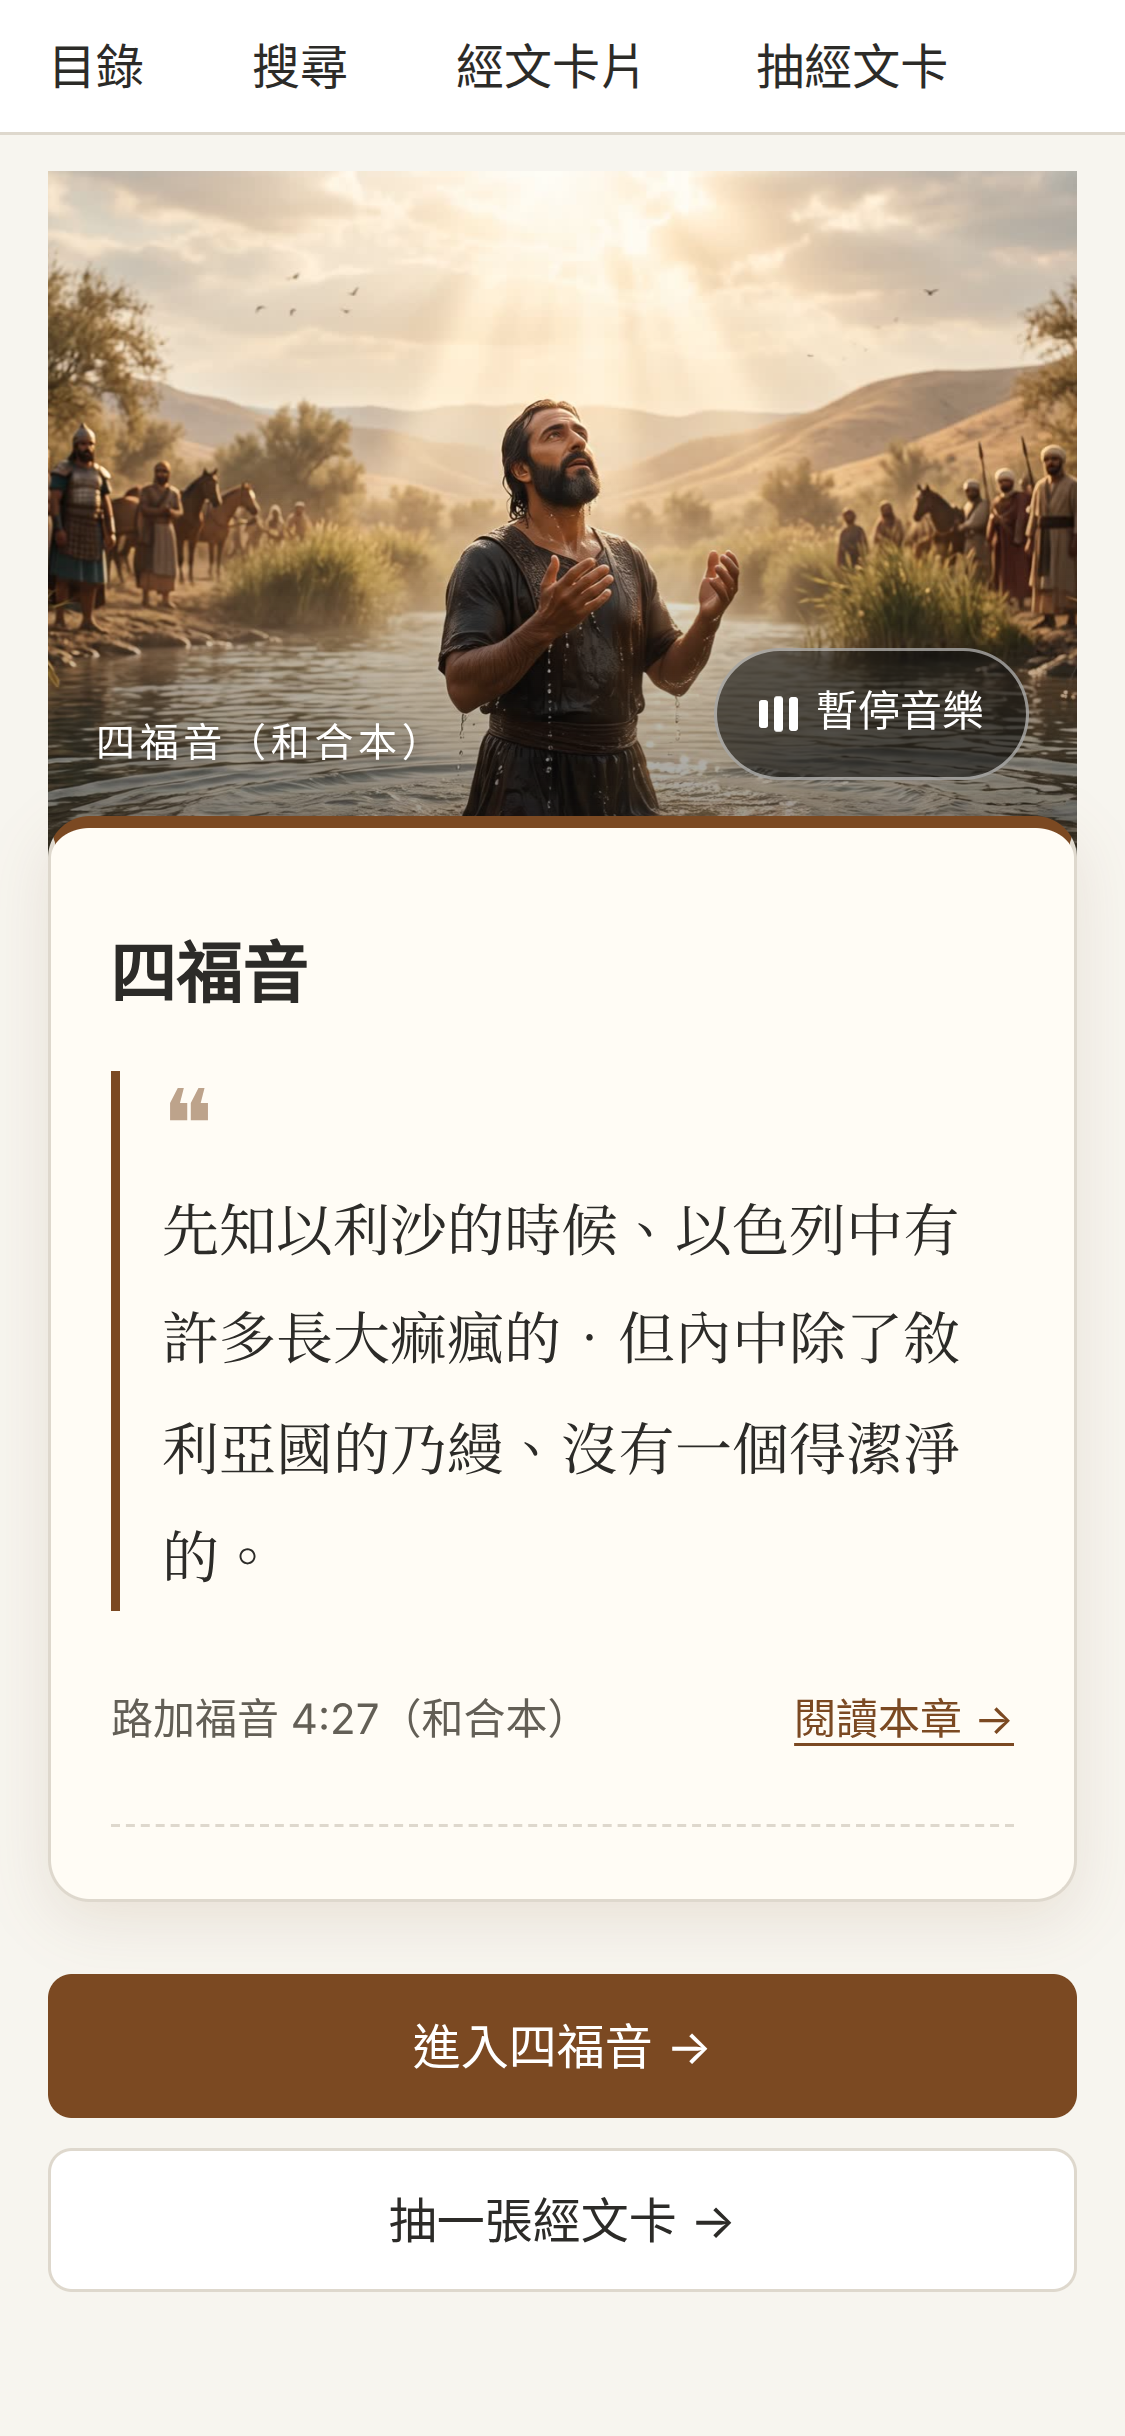 目錄 搜尋 經文卡片 抽經文卡
四福音（和合本）
暫停音樂
四福音
❝
先知以利沙的時候、以色列中有
許多長大痲瘋的．但內中除了敘
利亞國的乃縵、沒有一個得潔淨
的。
路加福音 4:27（和合本） 閱讀本章 →
進入四福音 →
抽一張經文卡 →